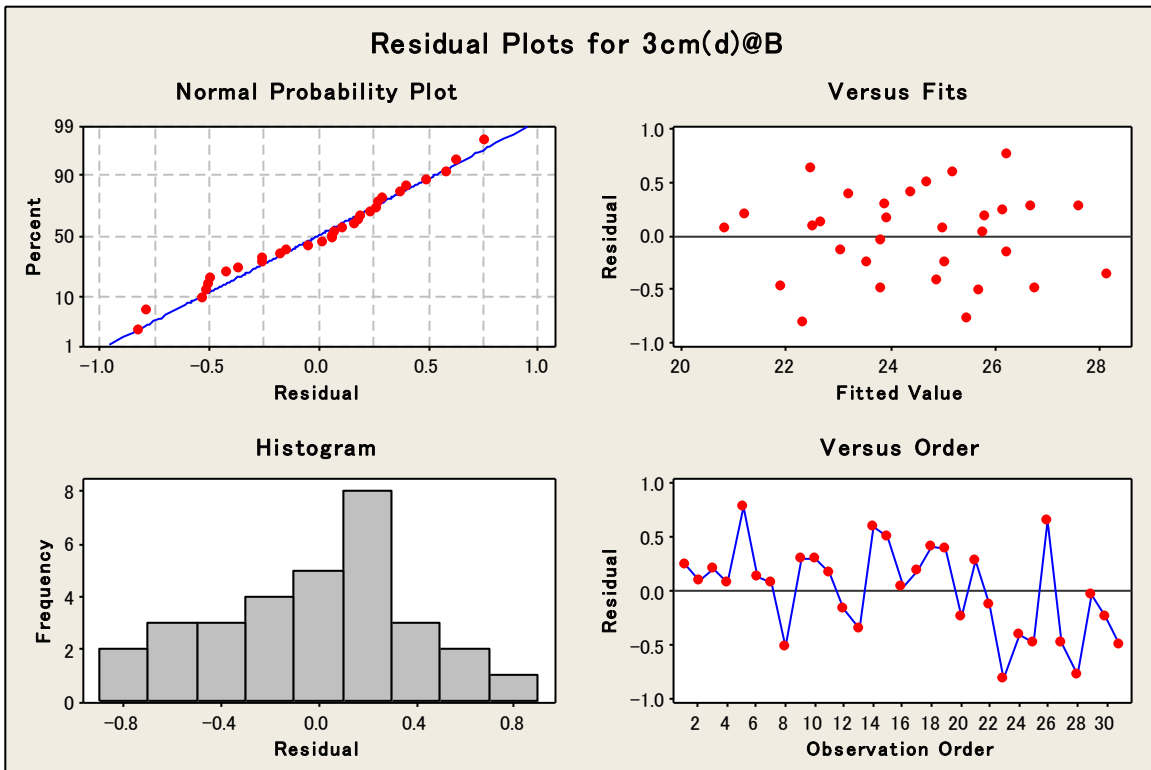 Residual Plots for 3cm(d)@B
Normal Probability Plot
99
90
50
10
1
Percent
−1.0 −0.5 0.0 0.5 1.0
Residual
Versus Fits
1.0
0.5
0.0
−0.5
−1.0
Residual
20 22 24 26 28
Fitted Value
Histogram
8
6
4
2
0
Frequency
−0.8 −0.4 0.0 0.4 0.8
Residual
Versus Order
1.0
0.5
0.0
−0.5
−1.0
Residual
2 4 6 8 10 12 14 16 18 20 22 24 26 28 30
Observation Order